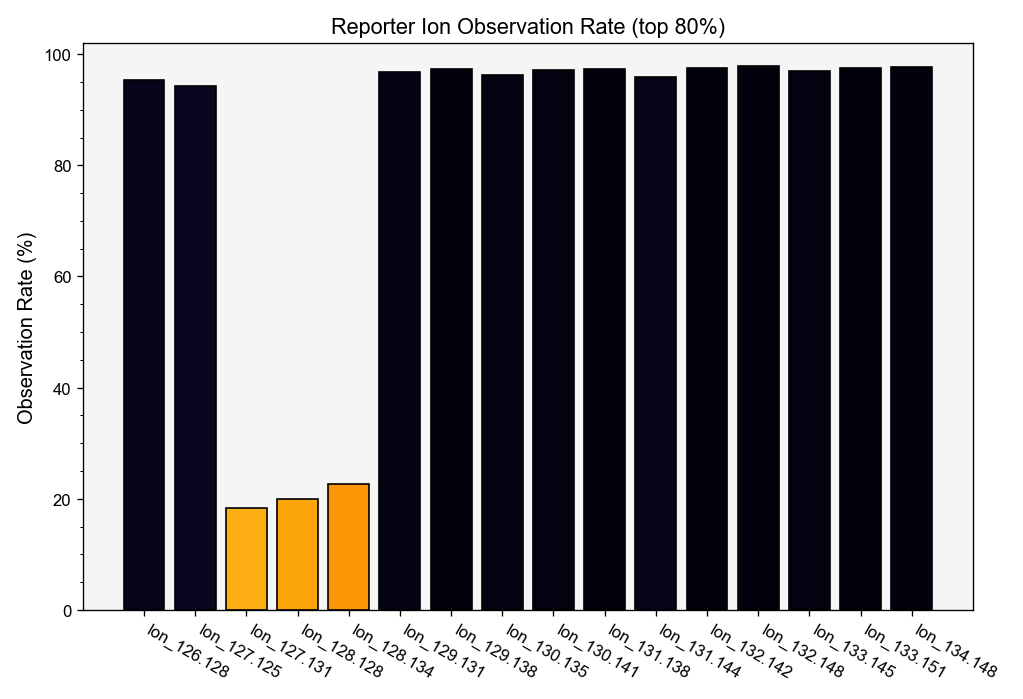 Reporter Ion Observation Rate (top 80%)
Observation Rate (%)
100
80
60
40
20
0
Ion_126.128
Ion_127.125
Ion_127.131
Ion_128.128
Ion_128.134
Ion_129.131
Ion_129.138
Ion_130.135
Ion_130.141
Ion_131.138
Ion_131.144
Ion_132.142
Ion_132.148
Ion_133.145
Ion_133.151
Ion_134.148